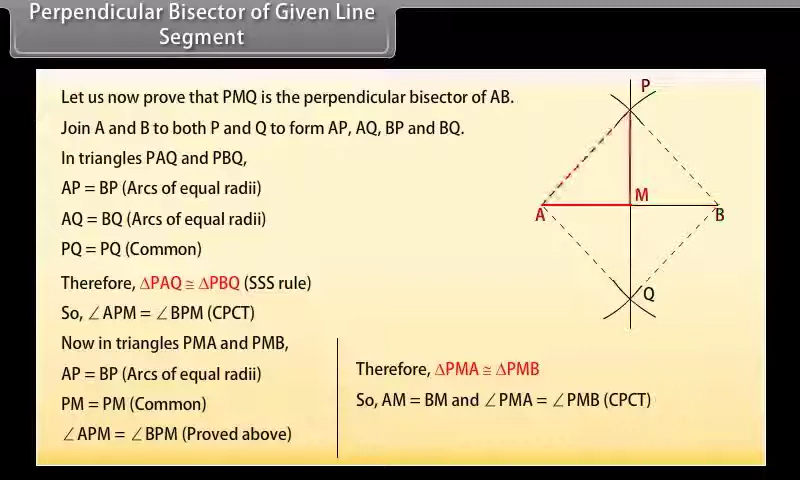 Perpendicular Bisector of Given Line
Segment
Let us now prove that PMQ is the perpendicular bisector of AB.
Join A and B to both P and Q to form AP, AQ, BP and BQ.
In triangles PAQ and PBQ,
AP = BP (Arcs of equal radii)
AQ = BQ (Arcs of equal radii)
PQ = PQ (Common)
Therefore, ∆PAQ ≅ ∆PBQ (SSS rule)
So, ∠APM = ∠BPM (CPCT)
Now in triangles PMA and PMB,
AP = BP (Arcs of equal radii)
PM = PM (Common)
∠APM = ∠BPM (Proved above)
Therefore, ∆PMA ≅ ∆PMB
So, AM = BM and ∠PMA = ∠PMB (CPCT)
P
M
A
B
Q